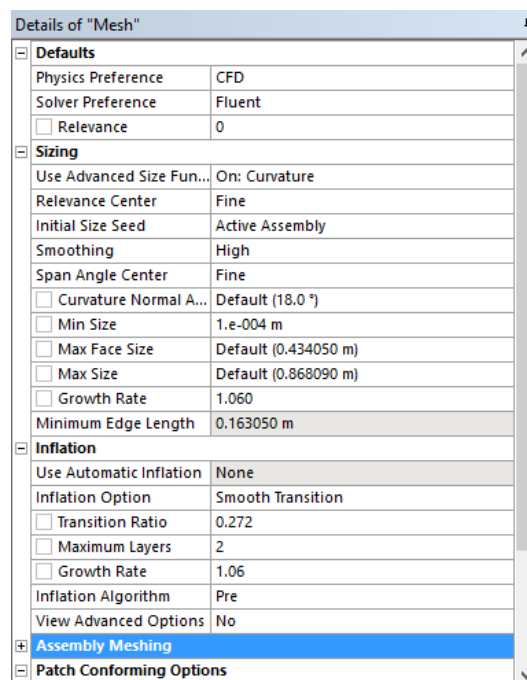 Details of "Mesh"
Defaults
Physics Preference CFD
Solver Preference Fluent
Relevance 0
Sizing
Use Advanced Size Fun... On: Curvature
Relevance Center Fine
Initial Size Seed Active Assembly
Smoothing High
Span Angle Center Fine
Curvature Normal A... Default (18.0 °)
Min Size 1.e-004 m
Max Face Size Default (0.434050 m)
Max Size Default (0.868090 m)
Growth Rate 1.060
Minimum Edge Length 0.163050 m
Inflation
Use Automatic Inflation None
Inflation Option Smooth Transition
Transition Ratio 0.272
Maximum Layers 2
Growth Rate 1.06
Inflation Algorithm Pre
View Advanced Options No
Assembly Meshing
Patch Conforming Options